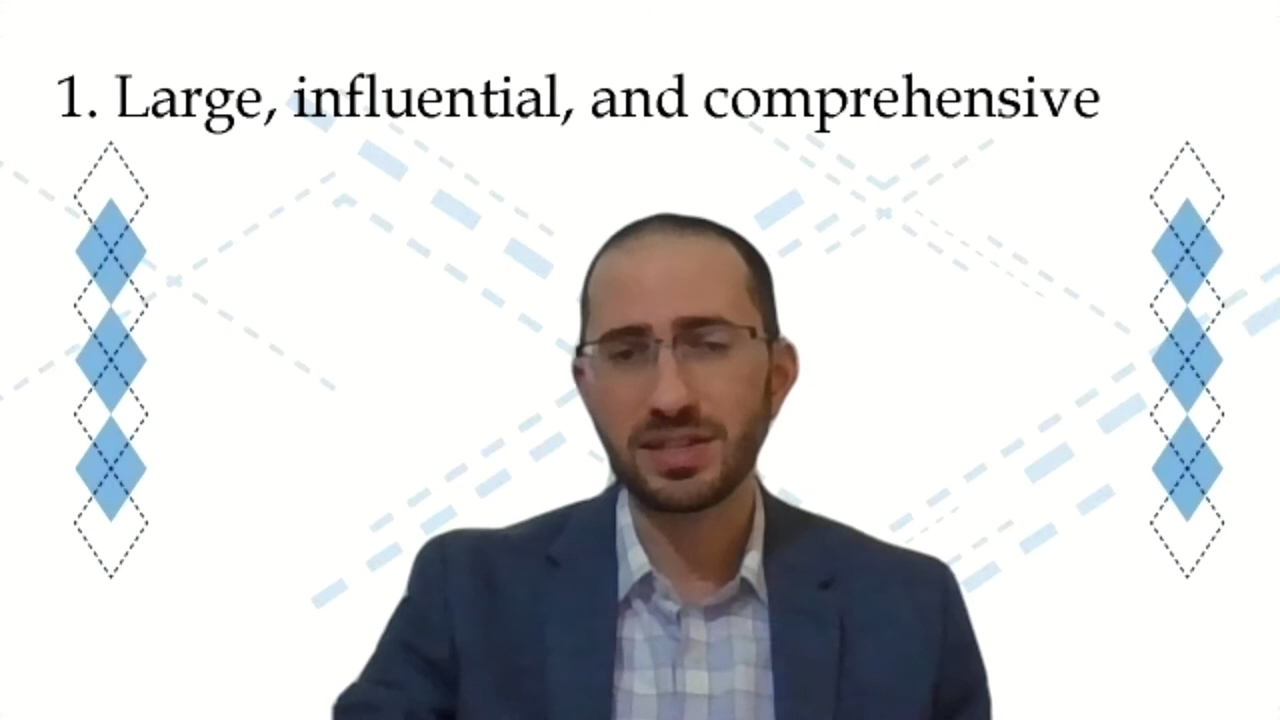 1. Large, influential, and comprehensive